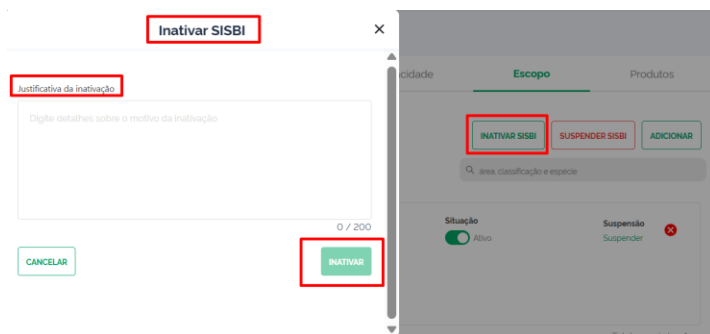 Inativar SISBI
Justificativa da inativação
Digite detalhes sobre o motivo da inativação
0 / 200
CANCELAR
INATIVAR
Escopo
Produtos
INATIVAR SISBI
SUSPENDER SISBI
ADICIONAR
área, classificação e espécie
Situação
Ativo
Suspensão
Suspender